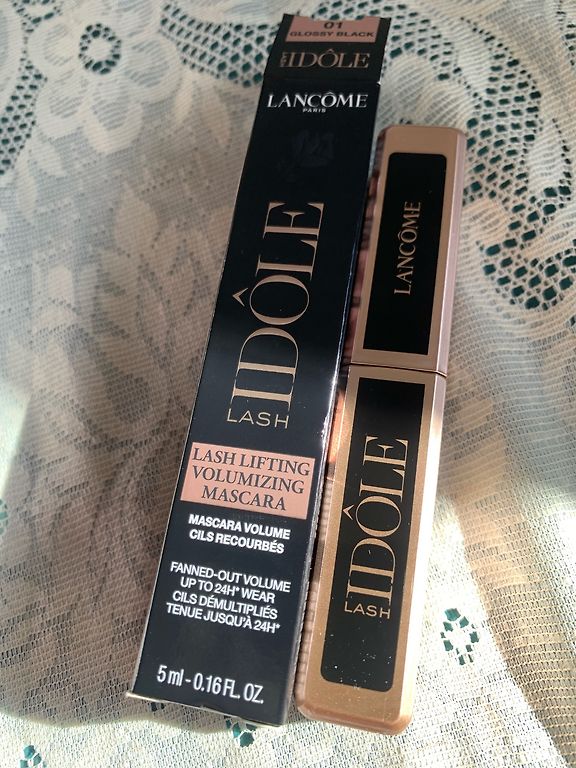 01
GLOSSY BLACK
IDÔLE
LANCÔME
PARIS
IDÔLE
LASH
LASH LIFTING
VOLUMIZING
MASCARA
MASCARA VOLUME
CILS RECOURBÉS
FANNED-OUT VOLUME
UP TO 24H* WEAR
CILS DÉMULTIPLIÉS
TENUE JUSQU'À 24H*
5 ml - 0.16 FL. OZ.
LANCÔME
IDÔLE
LASH